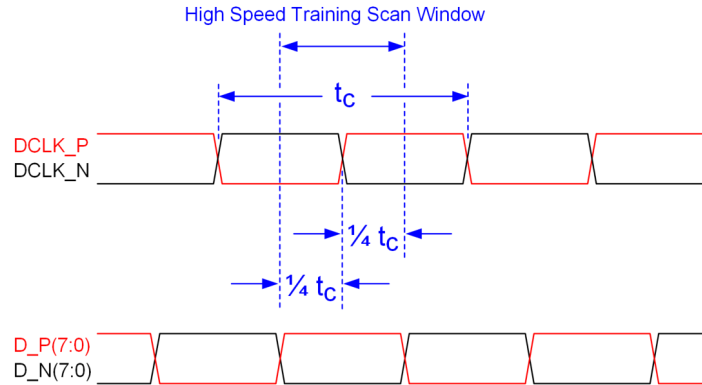 High Speed Training Scan Window
tc
DCLK_P
DCLK_N
¼ tc
¼ tc
D_P(7:0)
D_N(7:0)